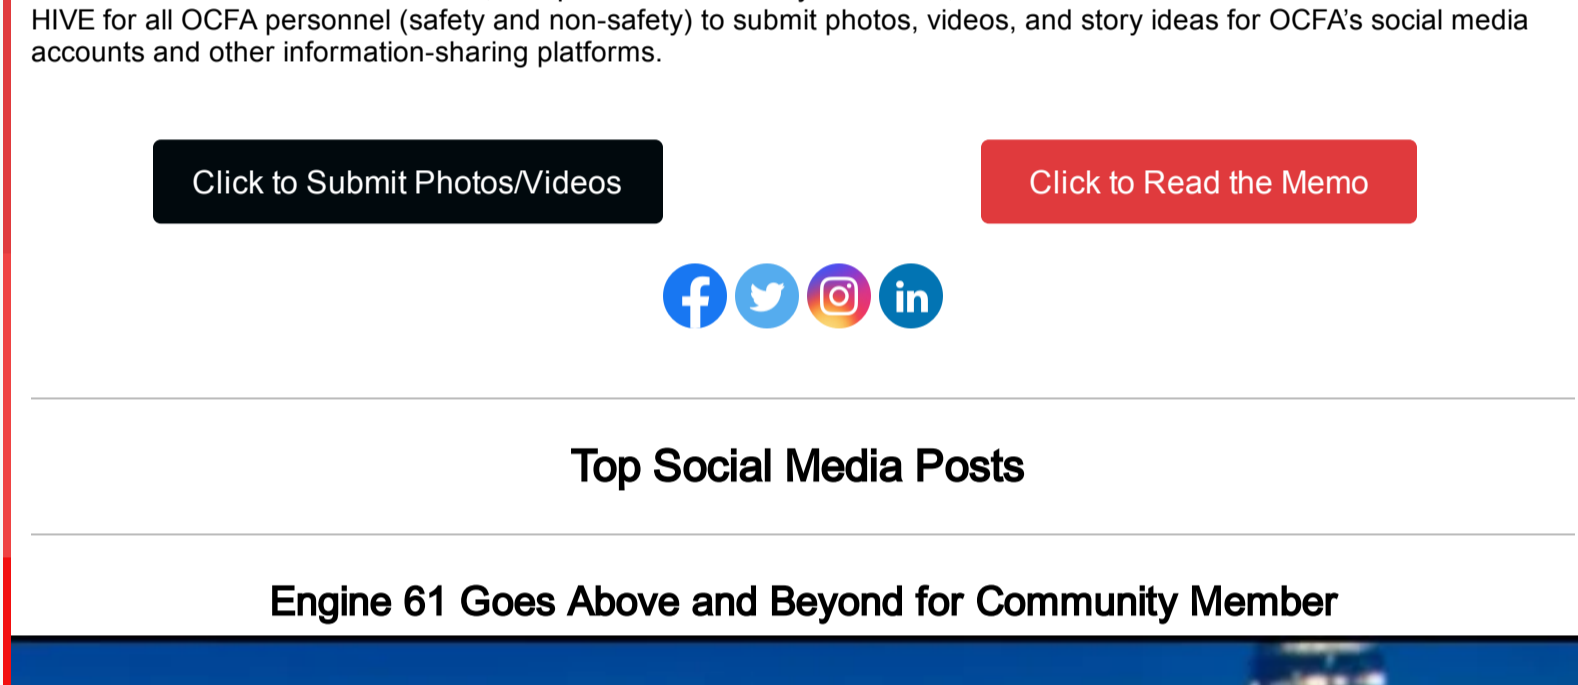 HIVE for all OCFA personnel (safety and non-safety) to submit photos, videos, and story ideas for OCFA’s social media
accounts and other information-sharing platforms.
Click to Submit Photos/Videos
Click to Read the Memo
in
Top Social Media Posts
Engine 61 Goes Above and Beyond for Community Member